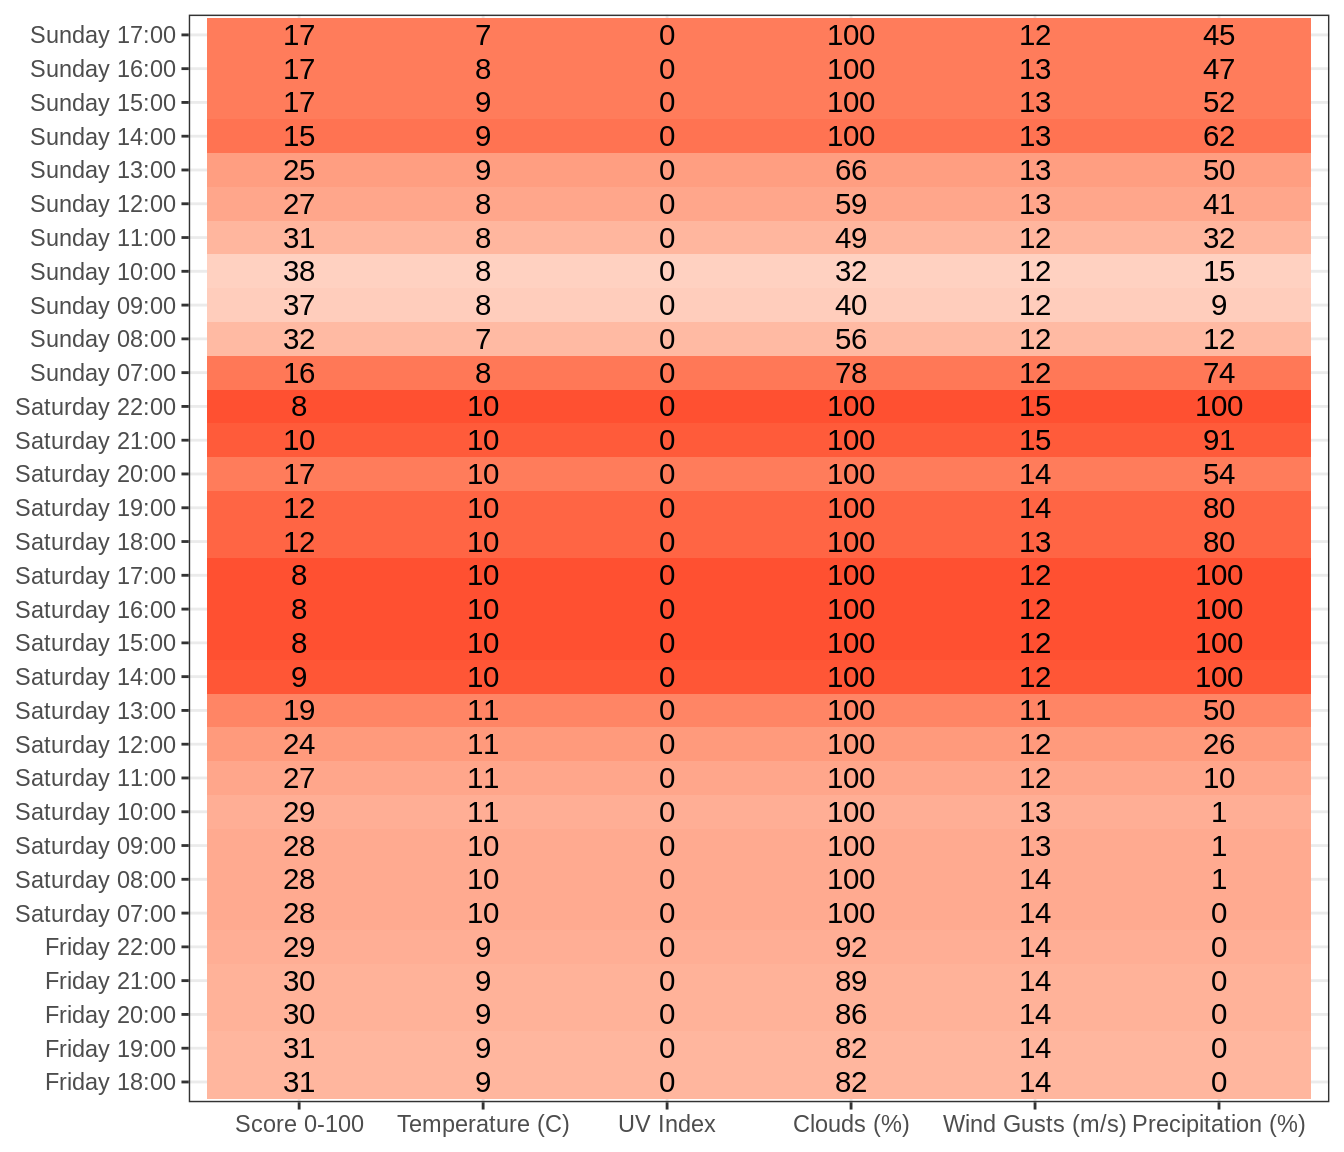 Sunday 17:00 17 7 0 100 12 45
Sunday 16:00 17 8 0 100 13 47
Sunday 15:00 17 9 0 100 13 52
Sunday 14:00 15 9 0 100 13 62
Sunday 13:00 25 9 0 66 13 50
Sunday 12:00 27 8 0 59 13 41
Sunday 11:00 31 8 0 49 12 32
Sunday 10:00 38 8 0 32 12 15
Sunday 09:00 37 8 0 40 12 9
Sunday 08:00 32 7 0 56 12 12
Sunday 07:00 16 8 0 78 12 74
Saturday 22:00 8 10 0 100 15 100
Saturday 21:00 10 10 0 100 15 91
Saturday 20:00 17 10 0 100 14 54
Saturday 19:00 12 10 0 100 14 80
Saturday 18:00 12 10 0 100 13 80
Saturday 17:00 8 10 0 100 12 100
Saturday 16:00 8 10 0 100 12 100
Saturday 15:00 8 10 0 100 12 100
Saturday 14:00 9 10 0 100 12 100
Saturday 13:00 19 11 0 100 11 50
Saturday 12:00 24 11 0 100 12 26
Saturday 11:00 27 11 0 100 12 10
Saturday 10:00 29 11 0 100 13 1
Saturday 09:00 28 10 0 100 13 1
Saturday 08:00 28 10 0 100 14 1
Saturday 07:00 28 10 0 100 14 0
Friday 22:00 29 9 0 92 14 0
Friday 21:00 30 9 0 89 14 0
Friday 20:00 30 9 0 86 14 0
Friday 19:00 31 9 0 82 14 0
Friday 18:00 31 9 0 82 14 0
Score 0-100 Temperature (C) UV Index Clouds (%) Wind Gusts (m/s) Precipitation (%)